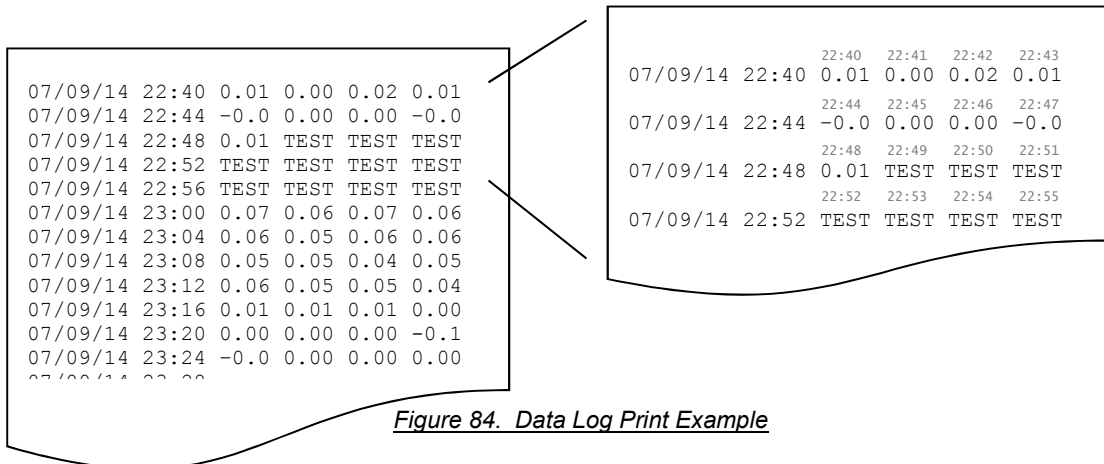 07/09/14 22:40 0.01 0.00 0.02 0.01
07/09/14 22:44 -0.0 0.00 0.00 -0.0
07/09/14 22:48 0.01 TEST TEST TEST
07/09/14 22:52 TEST TEST TEST TEST
07/09/14 22:56 TEST TEST TEST TEST
07/09/14 23:00 0.07 0.06 0.07 0.06
07/09/14 23:04 0.06 0.05 0.06 0.06
07/09/14 23:08 0.05 0.05 0.04 0.05
07/09/14 23:12 0.06 0.05 0.05 0.04
07/09/14 23:16 0.01 0.01 0.01 0.00
07/09/14 23:20 0.00 0.00 0.00 -0.1
07/09/14 23:24 -0.0 0.00 0.00 0.00
22:40 22:41 22:42 22:43
07/09/14 22:40 0.01 0.00 0.02 0.01
22:44 22:45 22:46 22:47
07/09/14 22:44 -0.0 0.00 0.00 -0.0
22:48 22:49 22:50 22:51
07/09/14 22:48 0.01 TEST TEST TEST
22:52 22:53 22:54 22:55
07/09/14 22:52 TEST TEST TEST TEST
Figure 84. Data Log Print Example